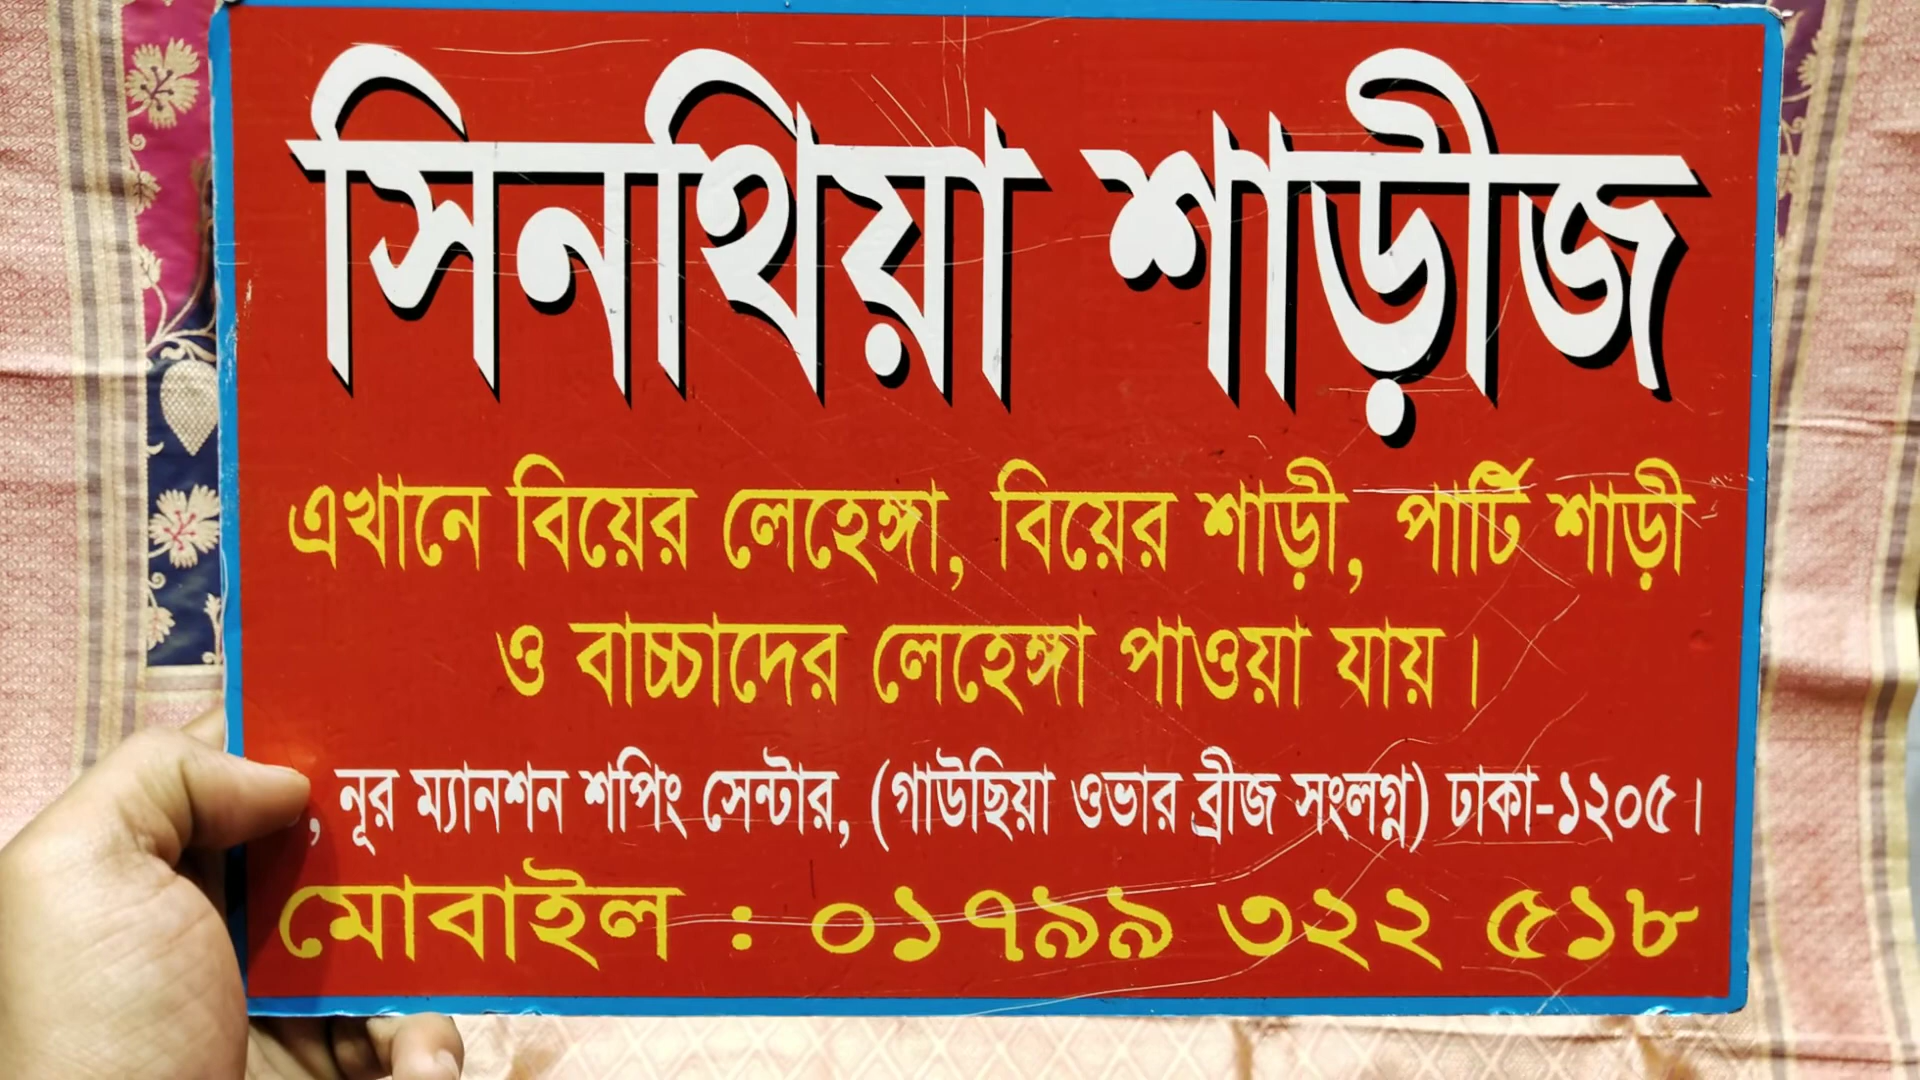 সিনথিয়া শাড়ীজ
এখানে বিয়ের লেহেঙ্গা, বিয়ের শাড়ী, পার্টি শাড়ী
ও বাচ্চাদের লেহেঙ্গা পাওয়া যায়।
, নূর ম্যানশন শপিং সেন্টার, (গাউছিয়া ওভার ব্রীজ সংলগ্ন) ঢাকা-১২০৫।
মোবাইল : ০১৭৯৯ ৩২২ ৫১৮